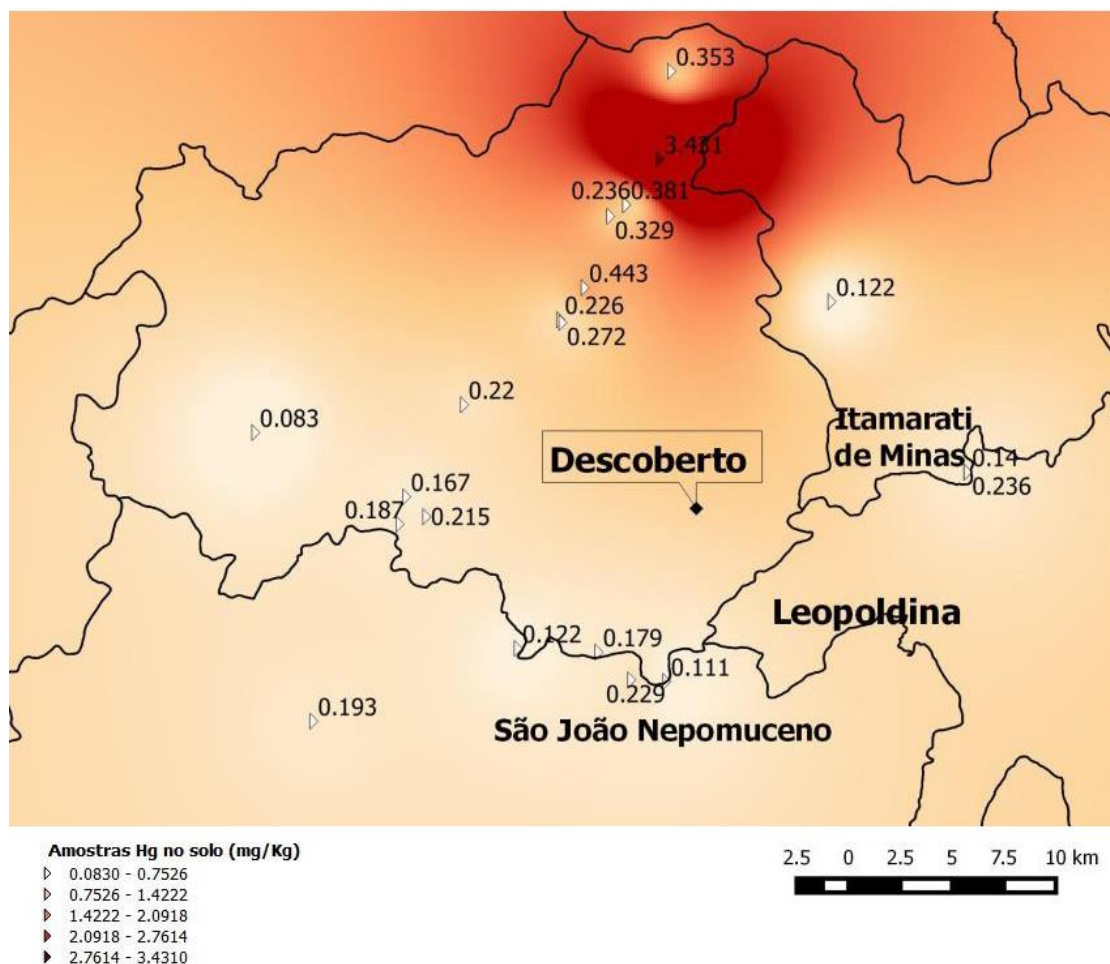 0.353
3.431
0.2360.381
0.329
0.443
0.122
0.226
0.272
0.22
0.083
Itamarati
de Minas
Descoberto
0.14
0.236
0.167
0.187
0.215
Leopoldina
0.122
0.179
0.111
0.229
0.193
São João Nepomuceno
Amostras Hg no solo (mg/Kg)
0.0830 - 0.7526
0.7526 - 1.4222
1.4222 - 2.0918
2.0918 - 2.7614
2.7614 - 3.4310
2.5 0 2.5 5 7.5 10 km